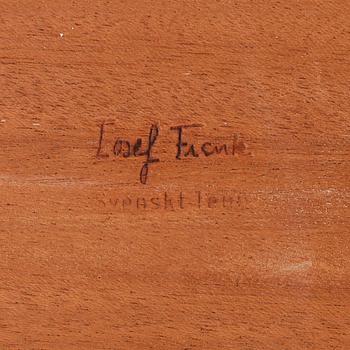 Josef Frank
Svenskt Tenn